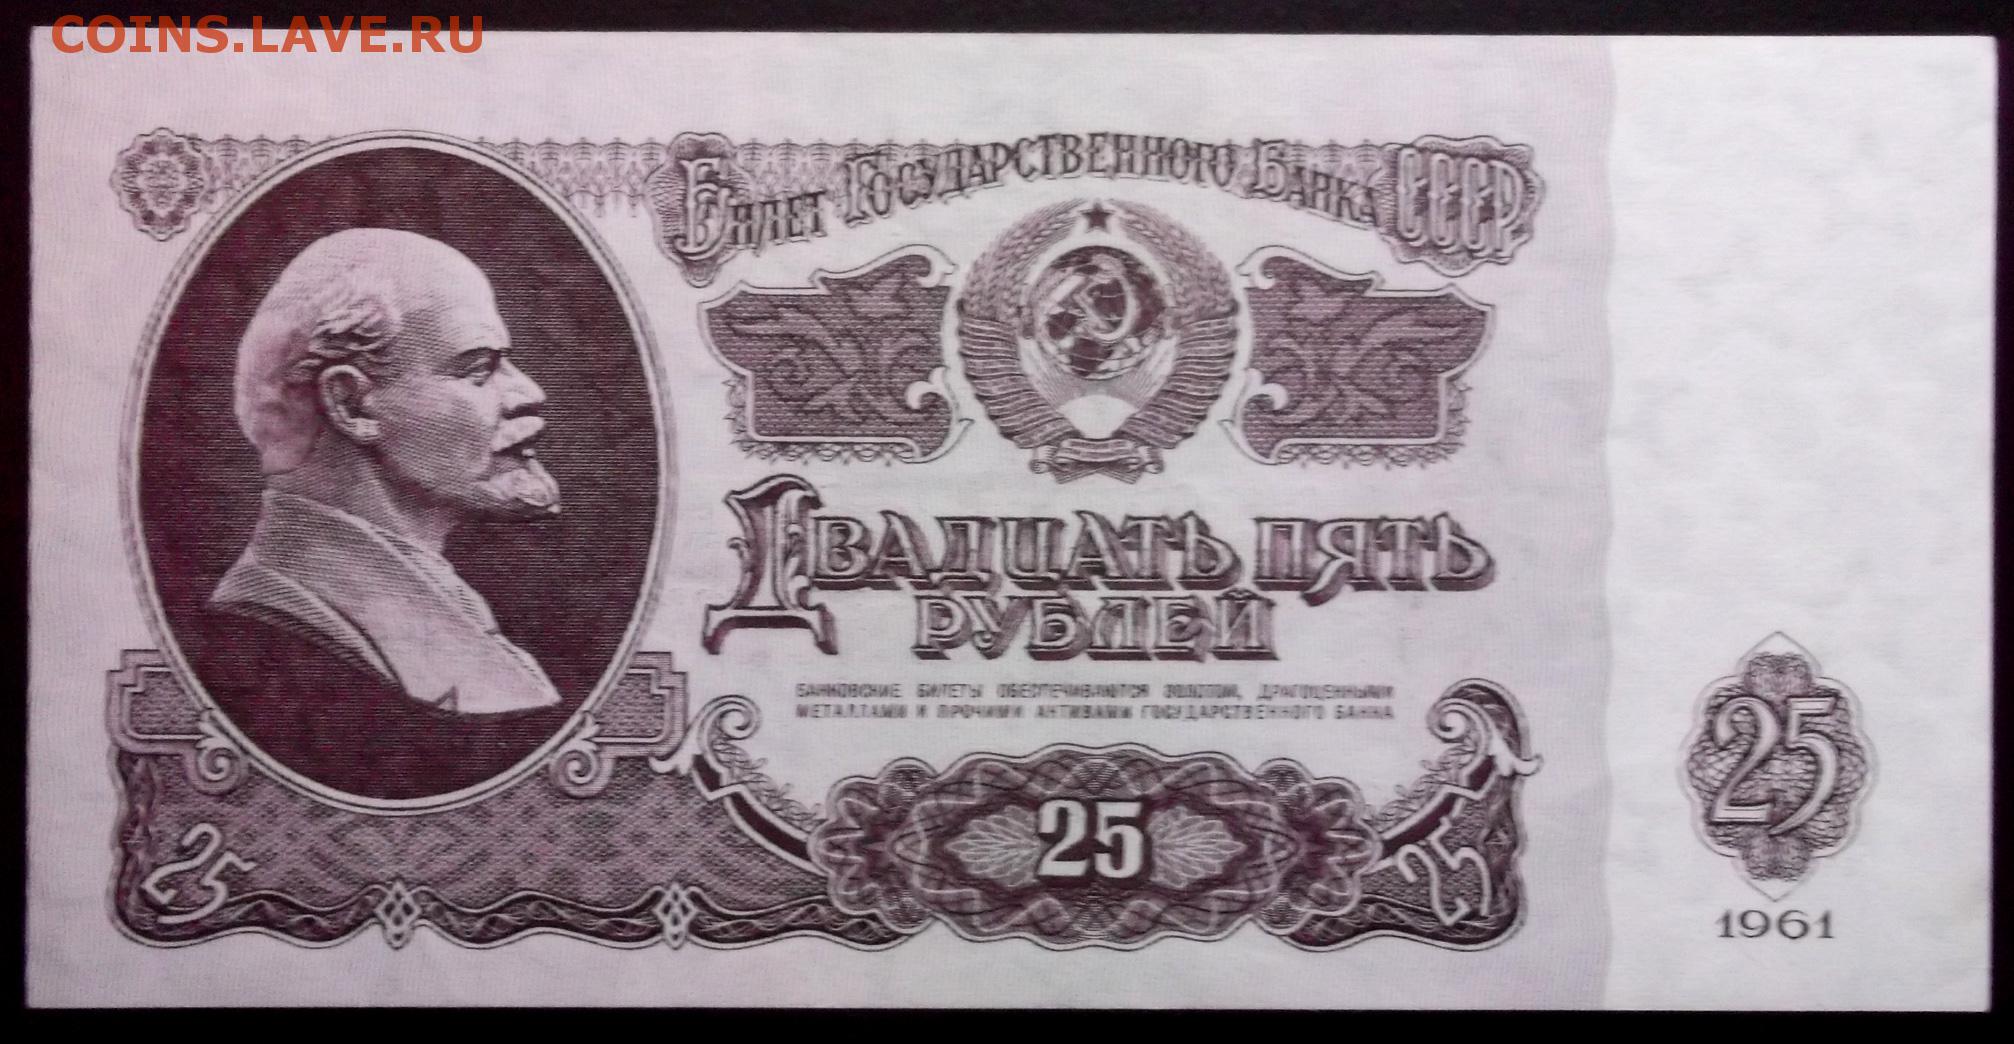 COINS.LAVE.RU
Билет Государственного Банка СССР
Двадцать пять
рублей
БАНКОВСКИЕ БИЛЕТЫ ОБЕСПЕЧИВАЮТСЯ ЗОЛОТОМ, ДРАГОЦЕННЫМИ
МЕТАЛЛАМИ И ПРОЧИМИ АКТИВАМИ ГОСУДАРСТВЕННОГО БАНКА
25
25
25
25
1961